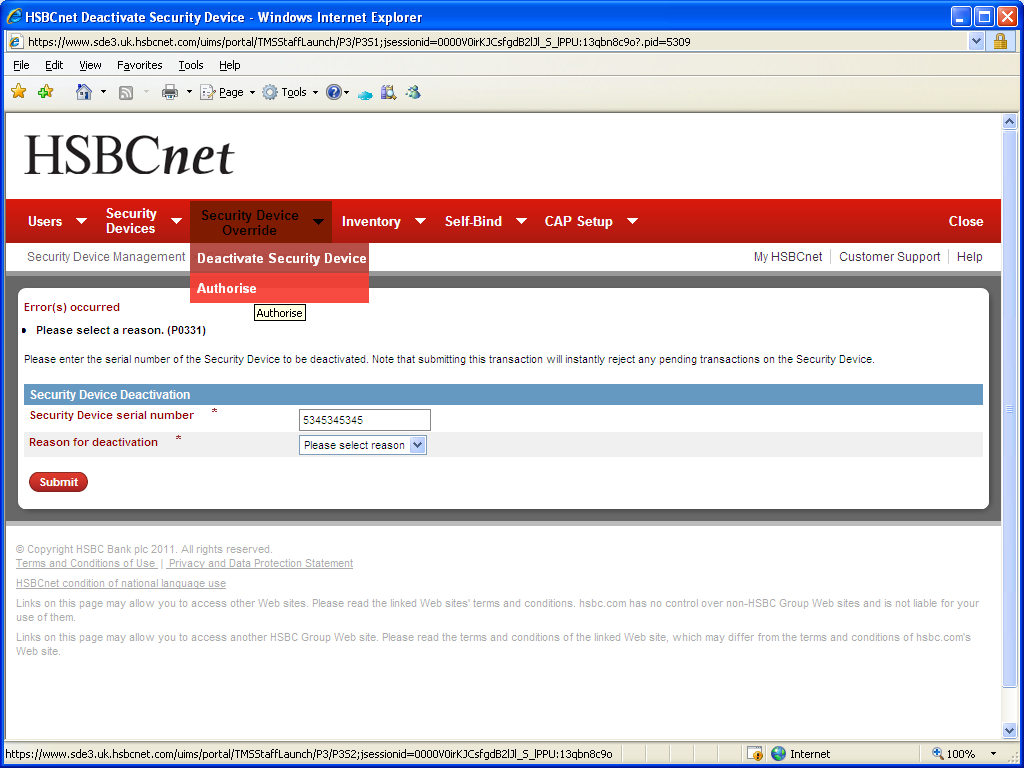 HSBCnet Deactivate Security Device - Windows Internet Explorer
https://www.sde3.uk.hsbcnet.com/uims/portal/TMSStaffLaunch/P3/P3S1;jsessionid=0000V0irKJCsfgdB2lJl_S_lPPU:13qbn8c9o?.pid=5309
File Edit View Favorites Tools Help
Page Tools
HSBCnet
Users Security Devices Security Device Override Inventory Self-Bind CAP Setup Close
Security Device Management Deactivate Security Device My HSBCnet Customer Support Help
Authorise
Authorise
Error(s) occurred
Please select a reason. (P0331)
Please enter the serial number of the Security Device to be deactivated. Note that submitting this transaction will instantly reject any pending transactions on the Security Device.
Security Device Deactivation
Security Device serial number * 5345345345
Reason for deactivation * Please select reason
Submit
© Copyright HSBC Bank plc 2011. All rights reserved.
Terms and Conditions of Use | Privacy and Data Protection Statement
HSBCnet condition of national language use
Links on this page may allow you to access other Web sites. Please read the linked Web sites' terms and conditions. hsbc.com has no control over non-HSBC Group Web sites and is not liable for your
use of them.
Links on this page may allow you to access another HSBC Group Web site. Please read the terms and conditions of the linked Web site, which may differ from the terms and conditions of hsbc.com's
Web site.
https://www.sde3.uk.hsbcnet.com/uims/portal/TMSStaffLaunch/P3/P3S2;jsessionid=0000V0irKJCsfgdB2lJl_S_lPPU:13qbn8c9o Internet 100%